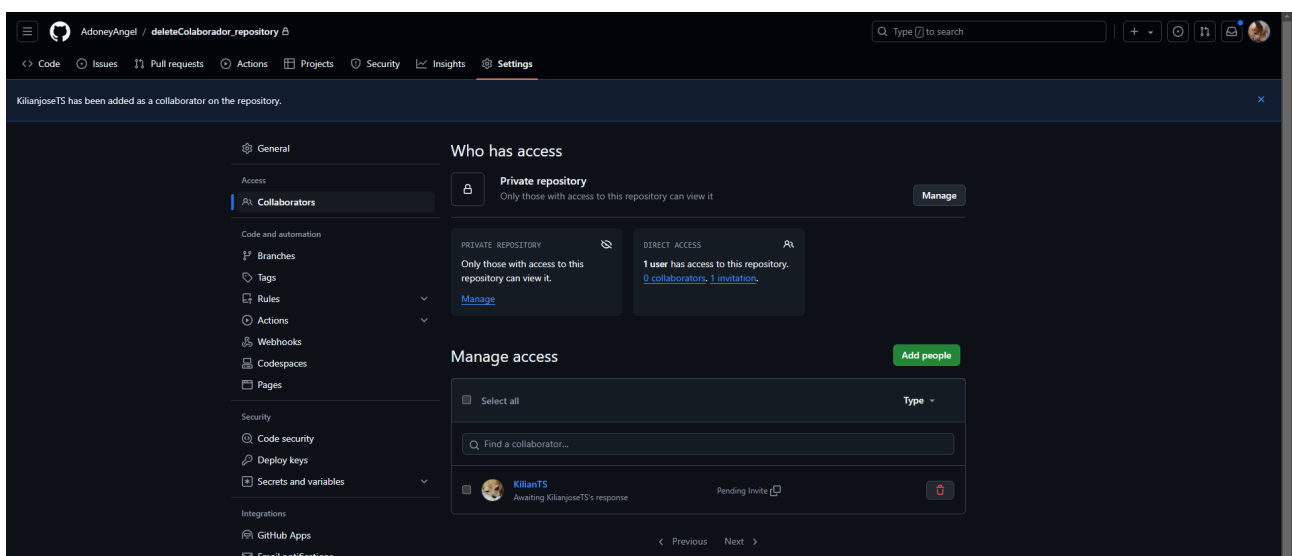 AdoneyAngel / deleteColaborador_repository
Type / to search
Code Issues Pull requests Actions Projects Security Insights Settings
KilianjoseTS has been added as a collaborator on the repository.
General
Access
Collaborators
Code and automation
Branches
Tags
Rules
Actions
Webhooks
Codespaces
Pages
Security
Code security
Deploy keys
Secrets and variables
Integrations
GitHub Apps
Email notifications
Who has access
Private repository
Only those with access to this repository can view it
Manage
PRIVATE REPOSITORY
Only those with access to this
repository can view it.
Manage
DIRECT ACCESS
1 user has access to this repository.
0 collaborators. 1 invitation.
Manage access
Add people
Select all
Type
Find a collaborator...
KilianTS
Awaiting KilianjoseTS's response
Pending Invite
Previous Next